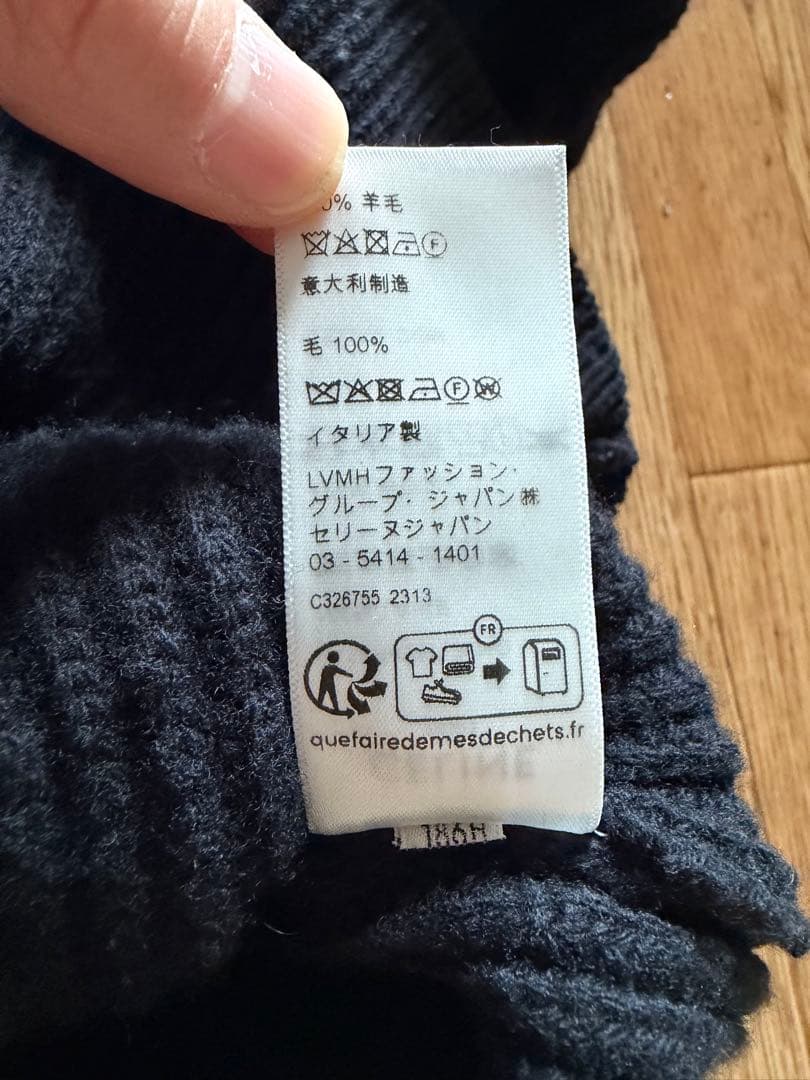 0% 羊毛
F
意大利制造
毛 100%
F W
イタリア製
LVMHファッション・
グループ・ジャパン㈱
セリーヌジャパン
03 - 5414 - 1401
C326755 2313
FR
quefairedemesdechets.fr